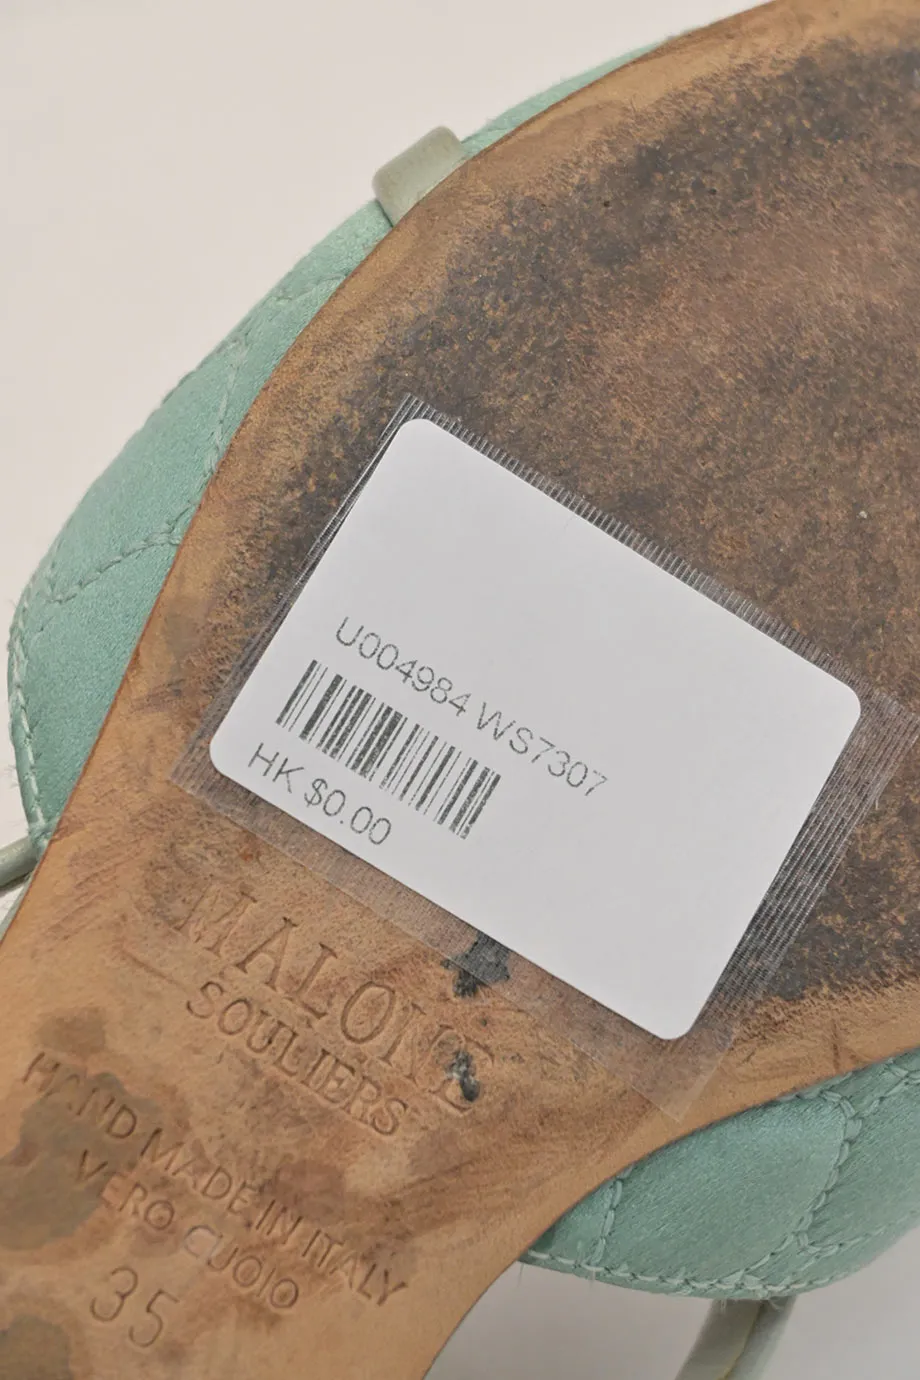 U004984 WS7307
HK $0.00
MALONE
SOULIERS
HAND MADE IN ITALY
VERO CUOIO
35